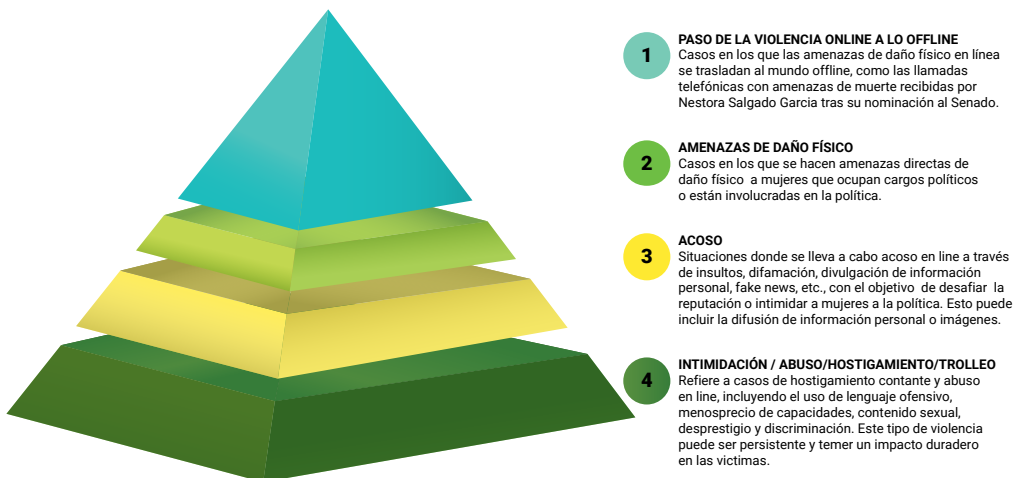 1
PASO DE LA VIOLENCIA ONLINE A LO OFFLINE
Casos en los que las amenazas de daño físico en línea
se trasladan al mundo offline, como las llamadas
telefónicas con amenazas de muerte recibidas por
Nestora Salgado Garcia tras su nominación al Senado.
2
AMENAZAS DE DAÑO FÍSICO
Casos en los que se hacen amenazas directas de
daño físico a mujeres que ocupan cargos políticos
o están involucradas en la política.
3
ACOSO
Situaciones donde se lleva a cabo acoso en line a través
de insultos, difamación, divulgación de información
personal, fake news, etc., con el objetivo de desafiar la
reputación o intimidar a mujeres a la política. Esto puede
incluir la difusión de información personal o imágenes.
4
INTIMIDACIÓN / ABUSO/HOSTIGAMIENTO/TROLLEO
Refiere a casos de hostigamiento contante y abuso
en line, incluyendo el uso de lenguaje ofensivo,
menosprecio de capacidades, contenido sexual,
desprestigio y discriminación. Este tipo de violencia
puede ser persistente y temer un impacto duradero
en las victimas.